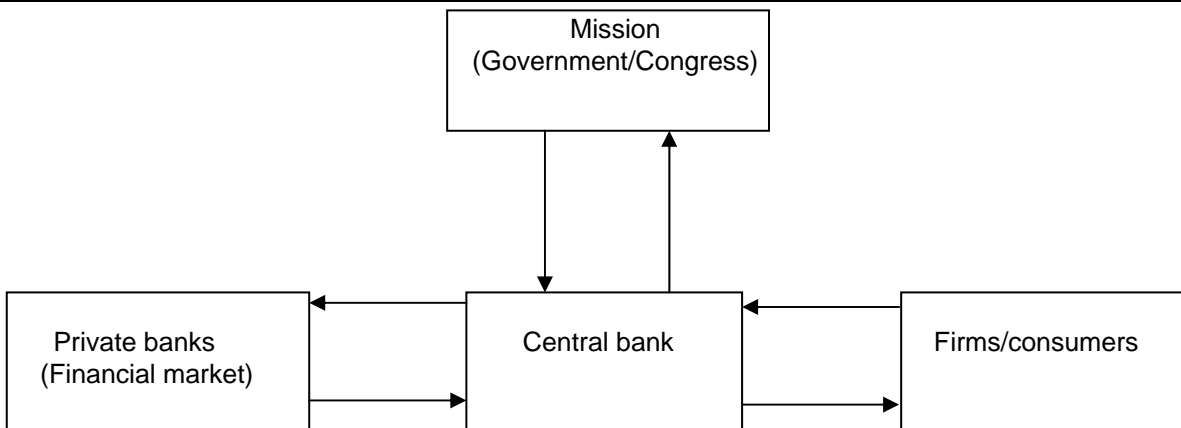 Mission
(Government/Congress)
Private banks
(Financial market)
Central bank
Firms/consumers